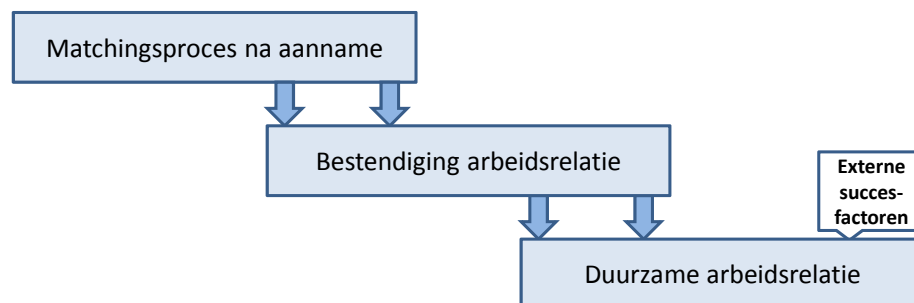 Matchingsproces na aanname
Bestendiging arbeidsrelatie
Externe
succes-
factoren
Duurzame arbeidsrelatie